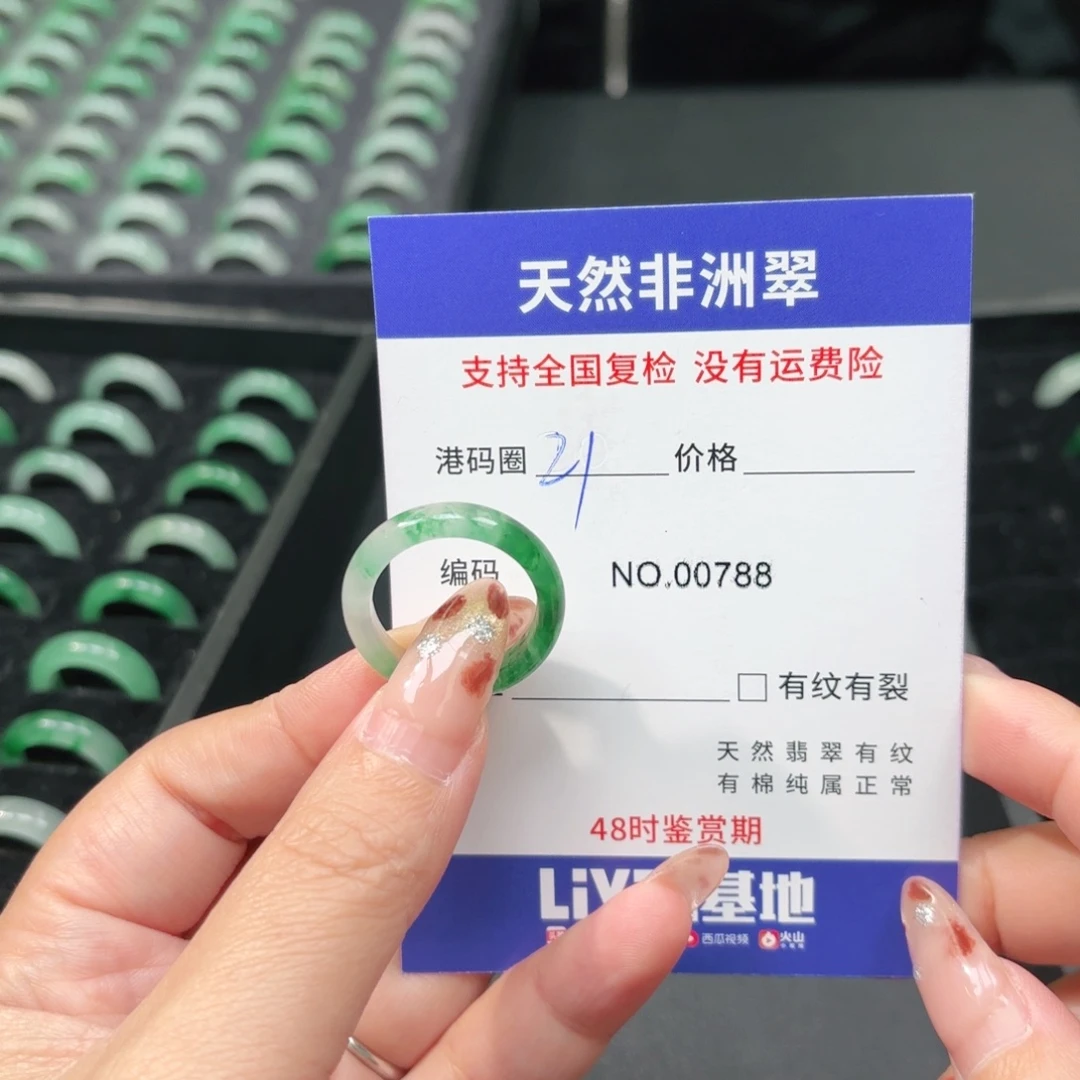 天然非洲翠
支持全国复检 没有运费险
港码圈 21 价格
编码 NO.00788
有纹有裂
天然翡翠有纹
有棉纯属正常
48时鉴赏期
基地
西瓜视频 火山